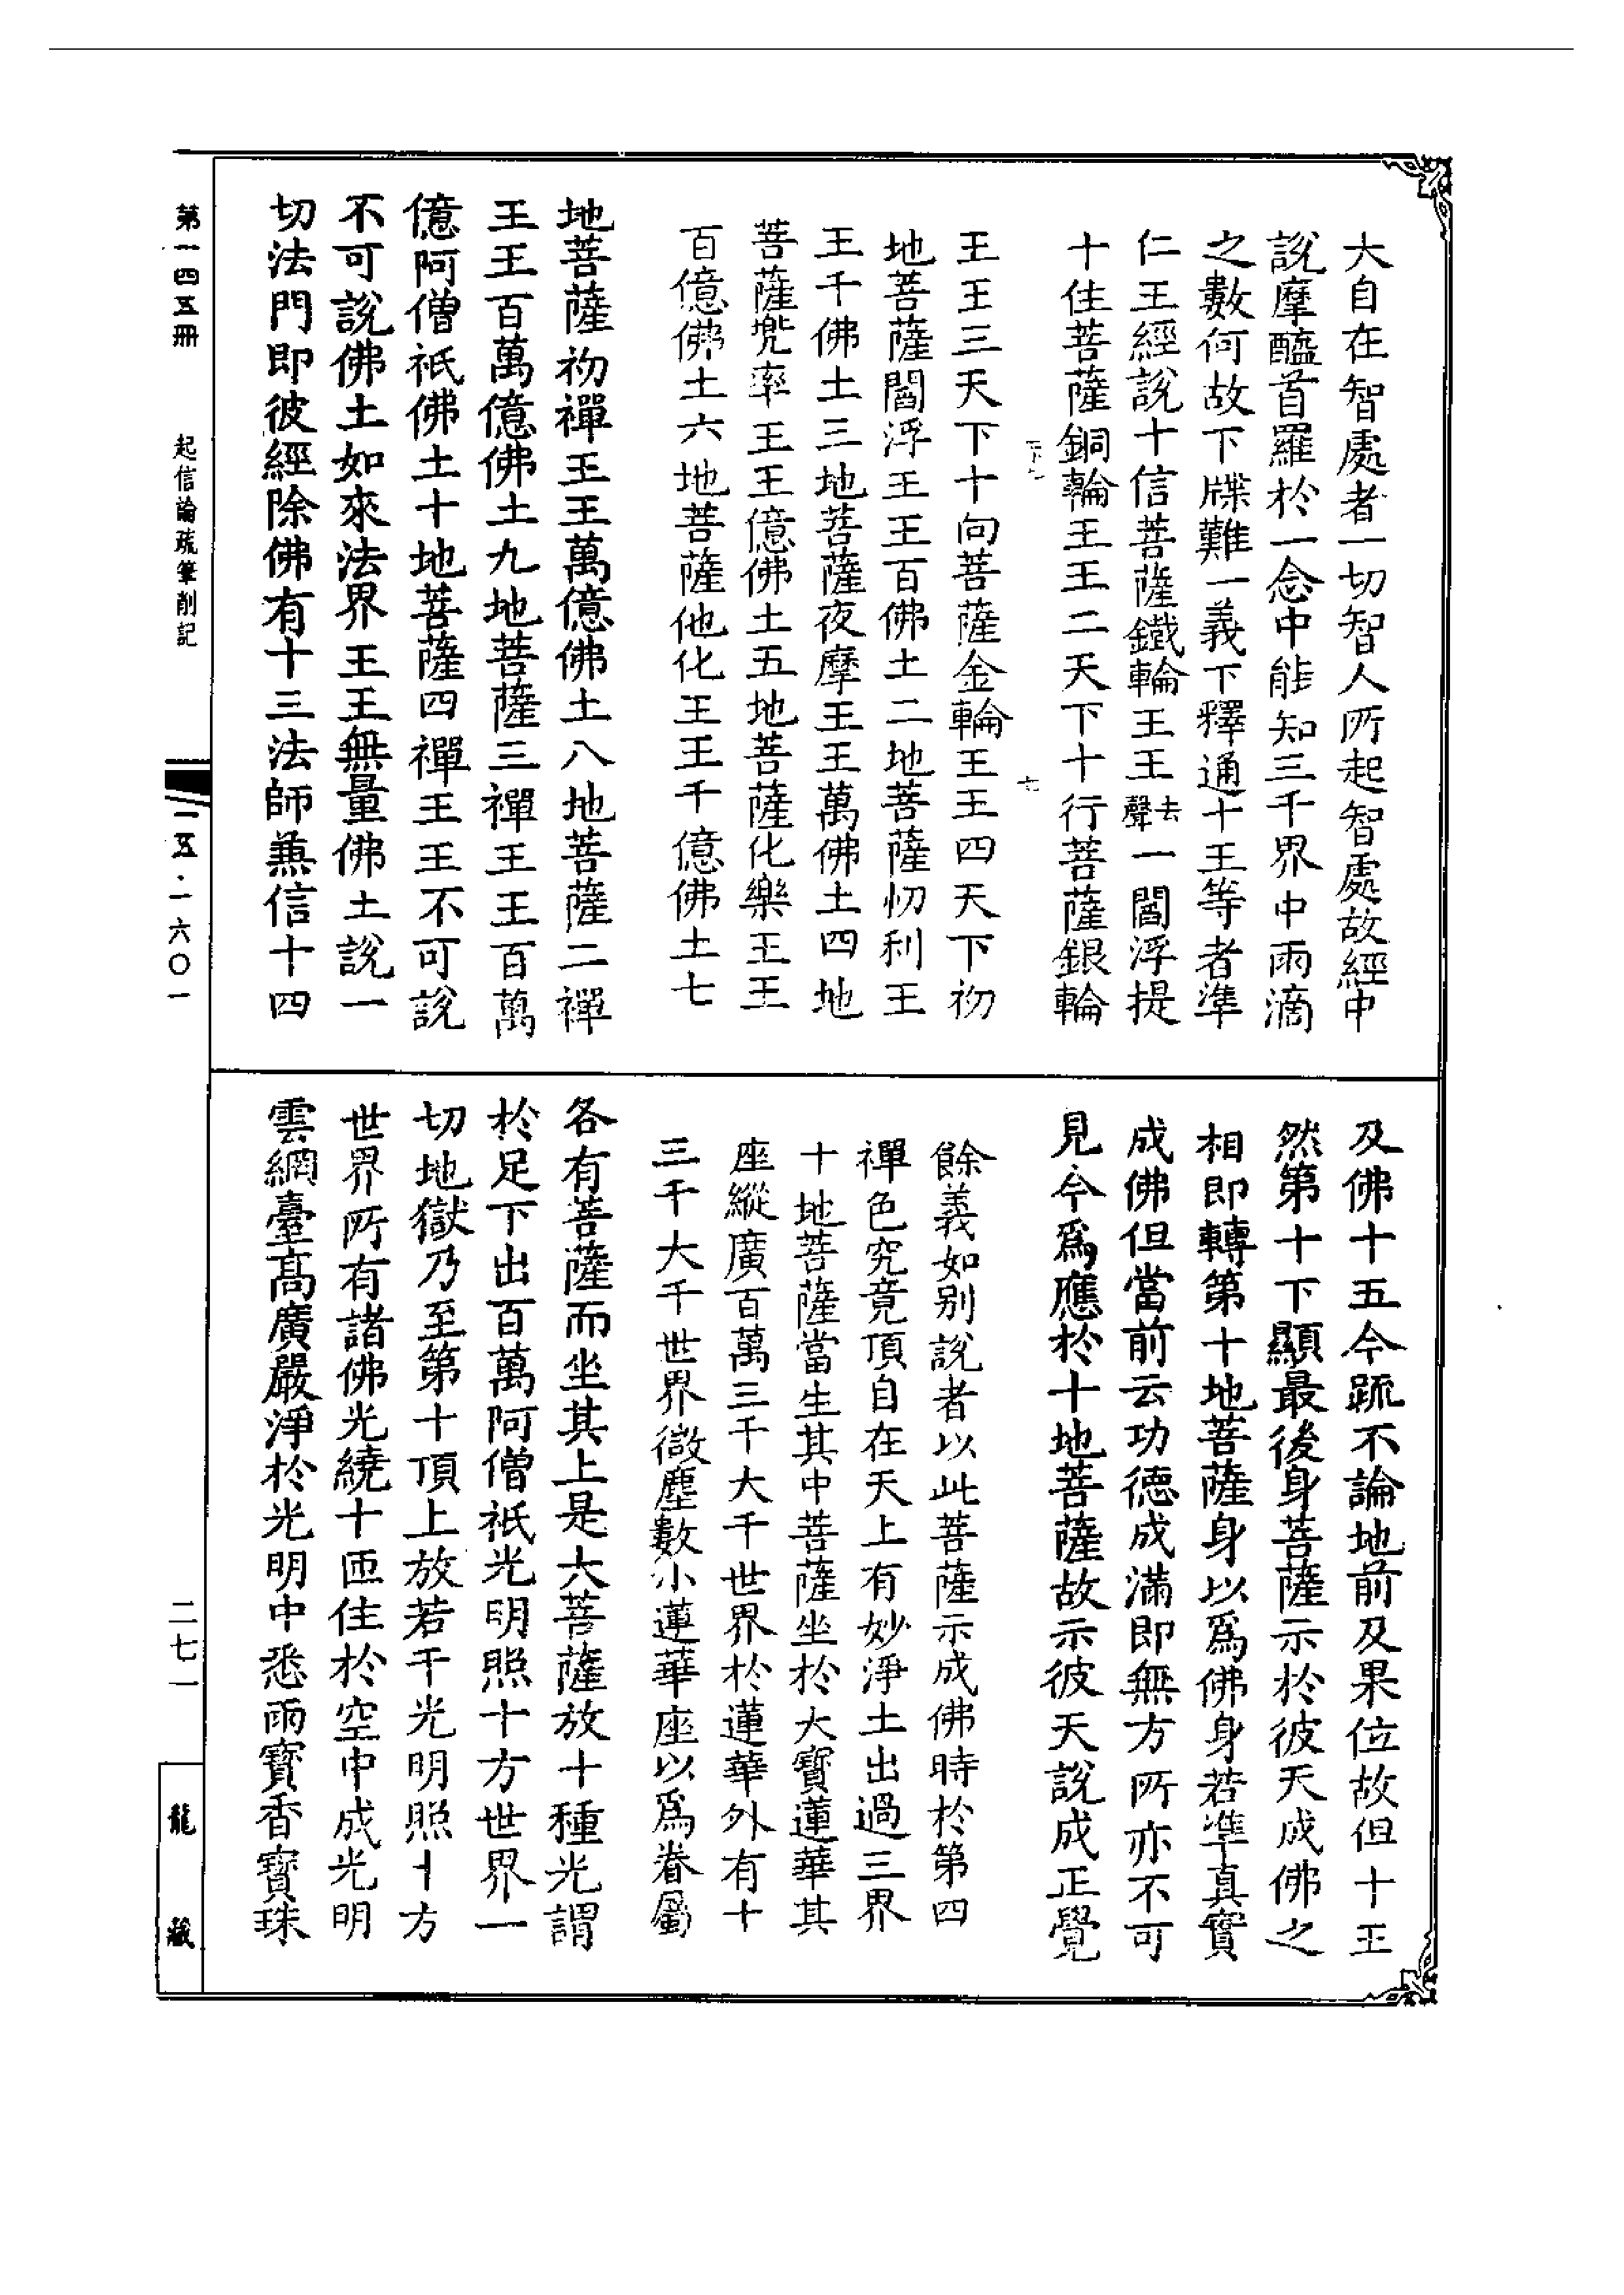 大自在智處者一切智人所起智處故經中
說摩醯首羅於一念中能知三千界中雨滴
之數何故下牒難一義下釋通十王等者準
仁王經說十信菩薩鐵輪王王去聲一閻浮提
十住菩薩銅輪王王二天下十行菩薩銀輪
王王三天下十向菩薩金輪王王四天下初
地菩薩閻浮王王百佛土二地菩薩忉利王
王千佛土三地菩薩夜摩王王萬佛土四地
菩薩兠率王王億佛土五地菩薩化樂王王
百億佛土六地菩薩他化王王千億佛土七
地菩薩初禪王王萬億佛土八地菩薩二禪
王王百萬億佛土九地菩薩三禪王王百萬
億阿僧祇佛土十地菩薩四禪王王不可說
不可說佛土如來法界王王無量佛土說一
切法門即彼經除佛有十三法師兼信十四
及佛十五今䟽不論地前及果位故但十王
然第十下顯最後身菩薩示於彼天成佛之
相即轉第十地菩薩身以爲佛身若準真實
成佛但當前云功德成滿即無方所亦不可
見今爲應於十地菩薩故示彼天說成正覺
餘義如别說者以此菩薩示成佛時於第四
禪色究竟頂自在天上有妙淨土出過三界
十地菩薩當生其中菩薩坐於大寳蓮華其
座縱廣百萬三千大千世界於蓮華外有十
三千大千世界微塵數小蓮華座以爲眷屬
各有菩薩而坐其上是大菩薩放十種光謂
於足下出百萬阿僧祇光明照十方世界一
切地獄乃至第十頂上放若干光明照十方
世界所有諸佛光繞十匝住於空中成光明
雲網臺髙廣嚴淨於光明中悉雨寳香寳珠
第一四五冊
起信論疏筆削記
一五·一六〇一
二七一
龍藏